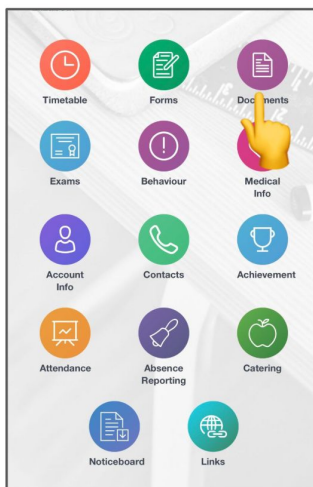 Timetable
Forms
Documents
Exams
Behaviour
Medical
Info
Account
Info
Contacts
Achievement
Attendance
Absence
Reporting
Catering
Noticeboard
Links